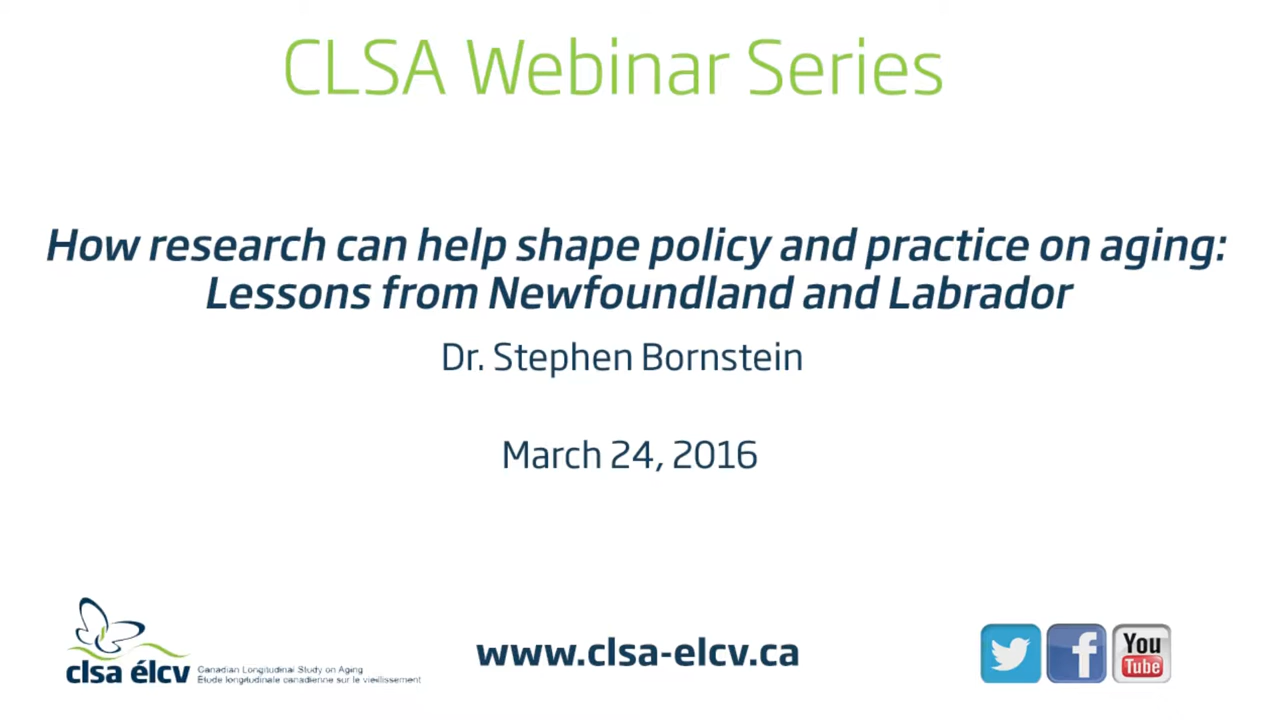 CLSA Webinar Series
How research can help shape policy and practice on aging:
Lessons from Newfoundland and Labrador
Dr. Stephen Bornstein
March 24, 2016
clsa élcv
Canadian Longitudinal Study on Aging
Étude longitudinale canadienne sur le vieillissement
www.clsa-elcv.ca
You
Tube